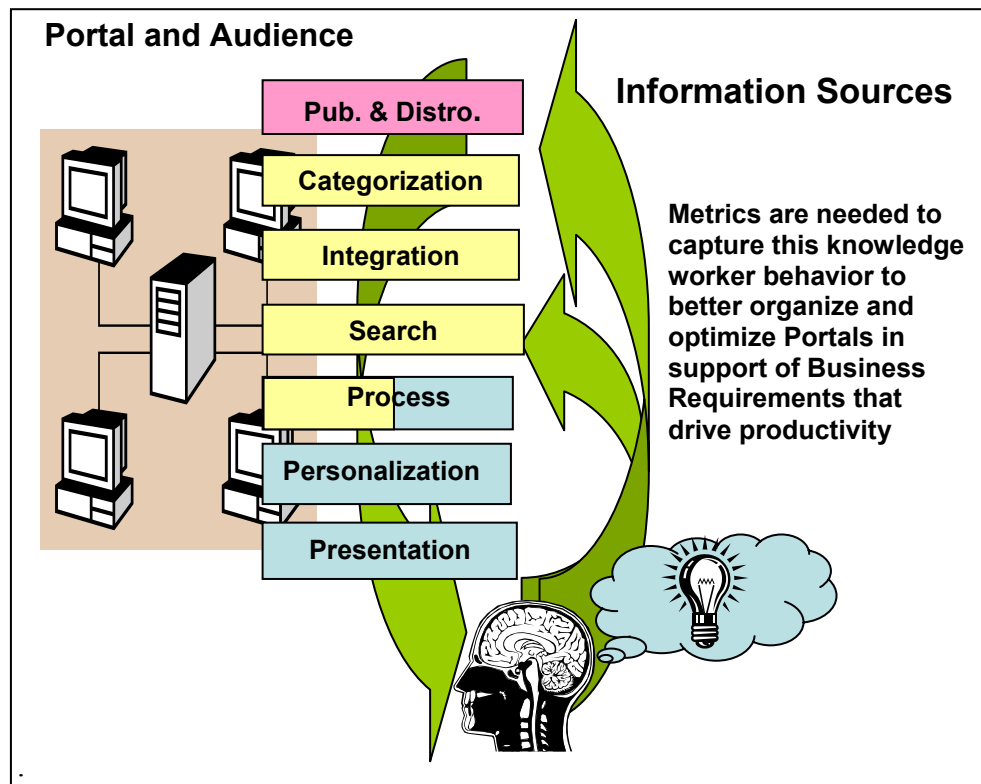 Portal and Audience
Information Sources
Pub. & Distro.
Categorization
Integration
Search
Process
Personalization
Presentation
Metrics are needed to
capture this knowledge
worker behavior to
better organize and
optimize Portals in
support of Business
Requirements that
drive productivity
.